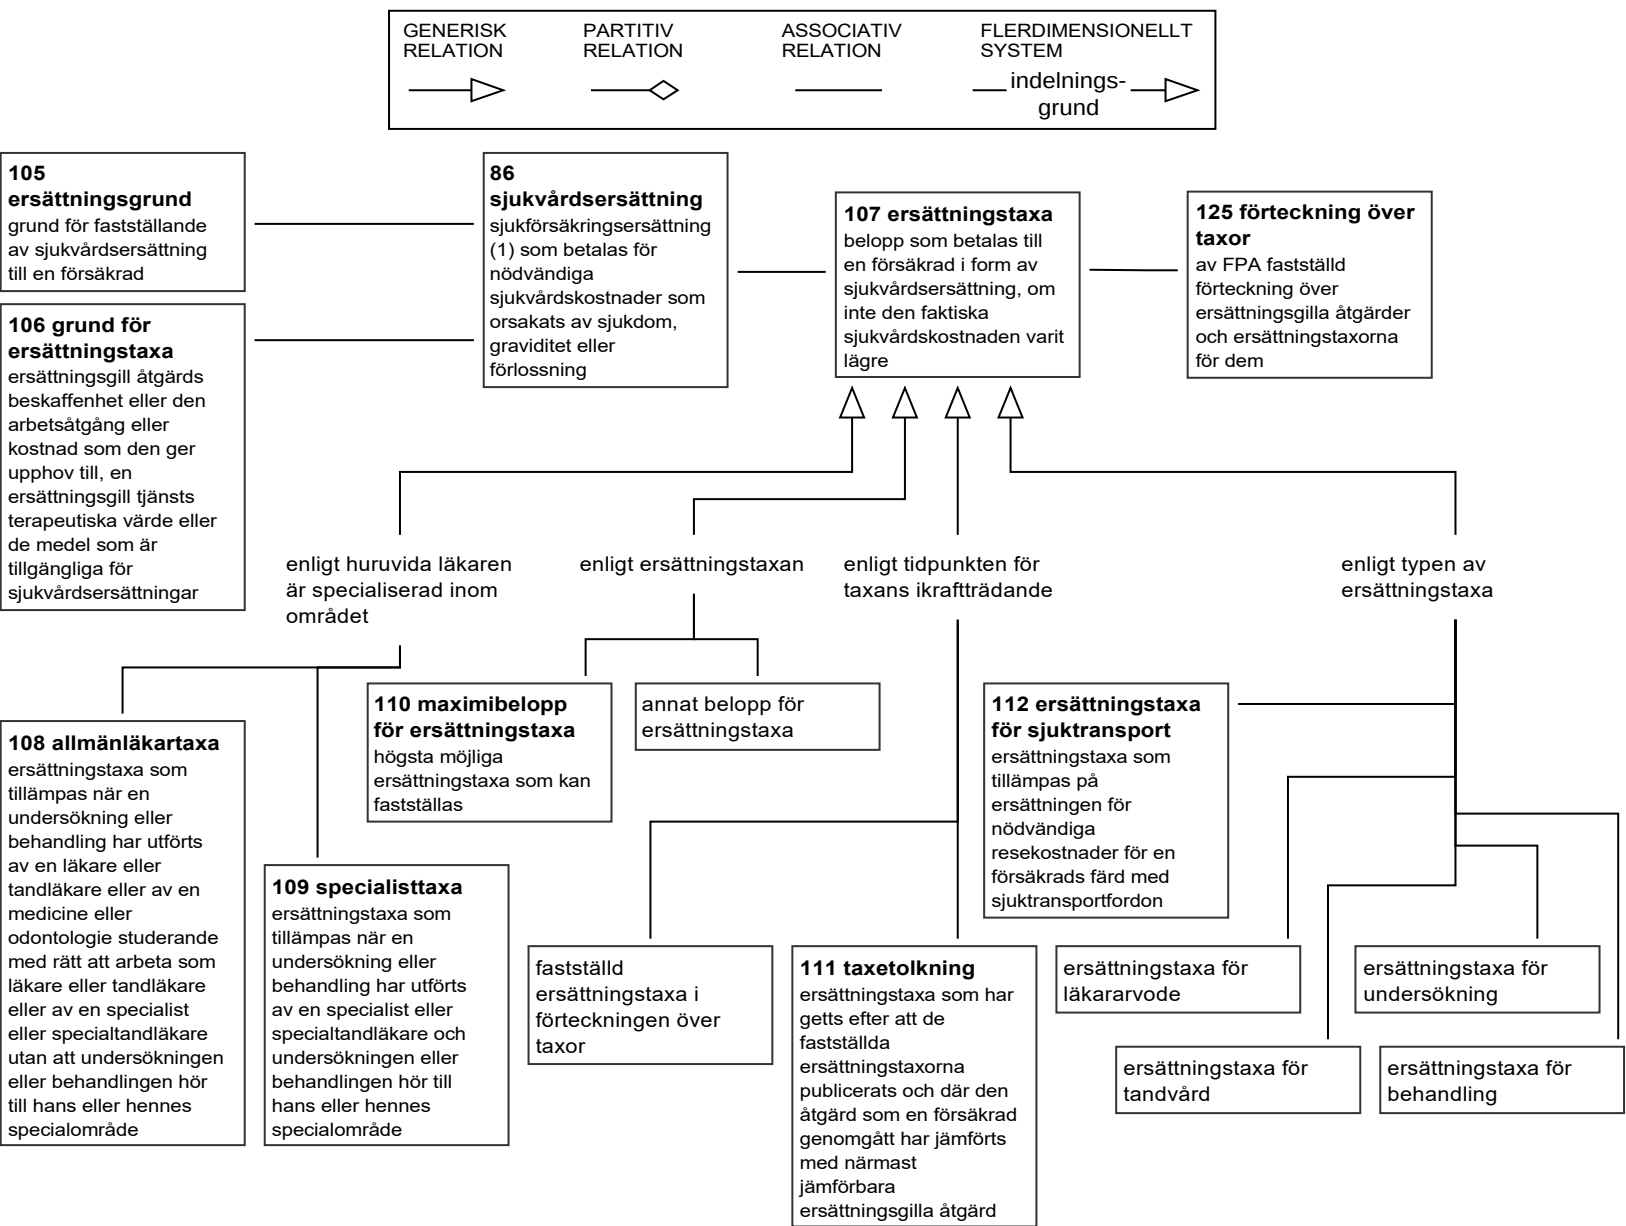 GENERISK
RELATION
PARTITIV
RELATION
ASSOCIATIV
RELATION
FLERDIMENSIONELLT
SYSTEM
indelnings-
grund
105
ersättningsgrund
grund för fastställande
av sjukvårdsersättning
till en försäkrad
106 grund för
ersättningstaxa
ersättningsgill åtgärds
beskaffenhet eller den
arbetsåtgång eller
kostnad som den ger
upphov till, en
ersättningsgill tjänsts
terapeutiska värde eller
de medel som är
tillgängliga för
sjukvårdsersättningar
86
sjukvårdsersättning
sjukförsäkringsersättning
(1) som betalas för
nödvändiga
sjukvårdskostnader som
orsakats av sjukdom,
graviditet eller
förlossning
107 ersättningstaxa
belopp som betalas till
en försäkrad i form av
sjukvårdsersättning, om
inte den faktiska
sjukvårdskostnaden varit
lägre
125 förteckning över
taxor
av FPA fastställd
förteckning över
ersättningsgilla åtgärder
och ersättningstaxorna
för dem
enligt huruvida läkaren
är specialiserad inom
området
enligt ersättningstaxan
enligt tidpunkten för
taxans ikraftträdande
enligt typen av
ersättningstaxa
108 allmänläkartaxa
ersättningstaxa som
tillämpas när en
undersökning eller
behandling har utförts
av en läkare eller
tandläkare eller av en
medicine eller
odontologie studerande
med rätt att arbeta som
läkare eller tandläkare
eller av en specialist
eller specialtandläkare
utan att undersökningen
eller behandlingen hör
till hans eller hennes
specialområde
109 specialisttaxa
ersättningstaxa som
tillämpas när en
undersökning eller
behandling har utförts
av en specialist eller
specialtandläkare och
undersökningen eller
behandlingen hör till
hans eller hennes
specialområde
110 maximibelopp
för ersättningstaxa
högsta möjliga
ersättningstaxa som kan
fastställas
annat belopp för
ersättningstaxa
fastställd
ersättningstaxa i
förteckningen över
taxor
111 taxetolkning
ersättningstaxa som har
getts efter att de
fastställda
ersättningstaxorna
publicerats och där den
åtgärd som en försäkrad
genomgått har jämförts
med närmast
jämförbara
ersättningsgilla åtgärd
112 ersättningstaxa
för sjuktransport
ersättningstaxa som
tillämpas på
ersättningen för
nödvändiga
resekostnader för en
försäkrads färd med
sjuktransportfordon
ersättningstaxa för
läkararvode
ersättningstaxa för
undersökning
ersättningstaxa för
tandvård
ersättningstaxa för
behandling